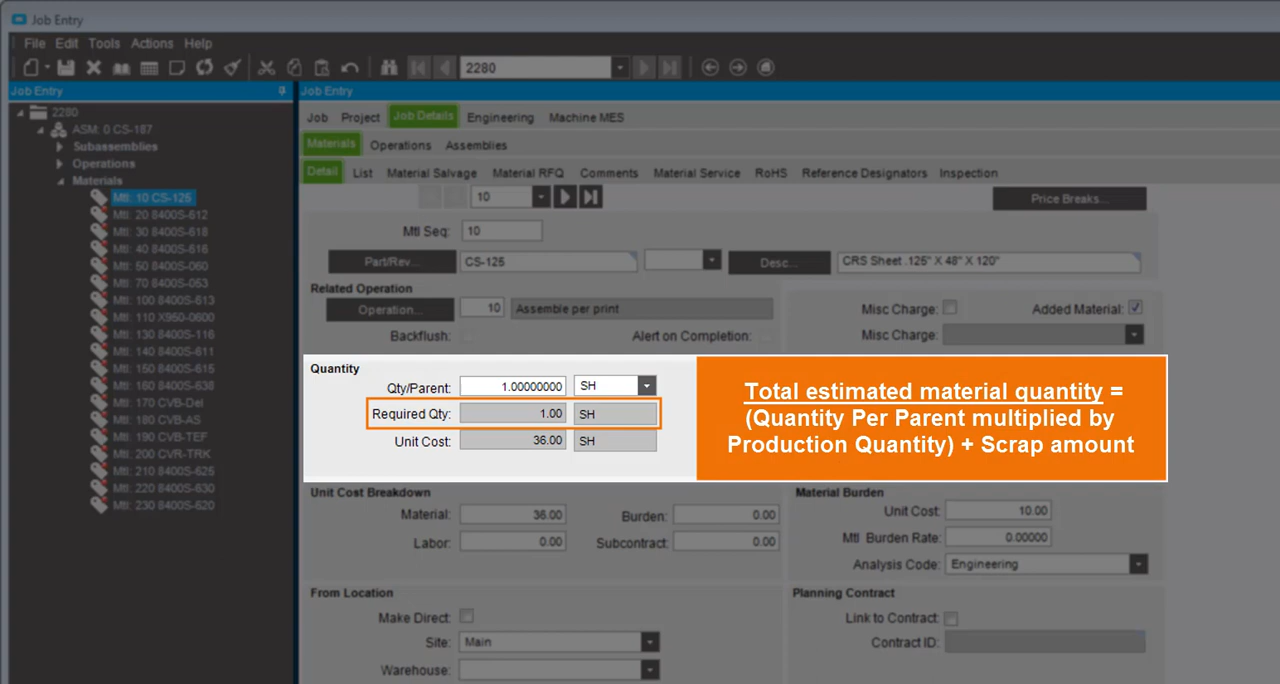 Job Entry
File Edit Tools Actions Help
2280
Job Entry
2280
ASM: 0 CS-187
Subassemblies
Operations
Materials
Mtl: 10 CS-125
Mtl: 20 8400S-612
Mtl: 30 8400S-618
Mtl: 40 8400S-616
Mtl: 50 8400S-060
Mtl: 70 8400S-053
Mtl: 100 8400S-613
Mtl: 110 X950-0600
Mtl: 130 8400S-116
Mtl: 140 8400S-611
Mtl: 150 8400S-615
Mtl: 160 8400S-638
Mtl: 170 CVB-Del
Mtl: 180 CVB-AS
Mtl: 190 CVB-TEF
Mtl: 200 CVR-TRK
Mtl: 210 8400S-625
Mtl: 220 8400S-630
Mtl: 230 8400S-620
Job Entry
Job Project Job Details Engineering Machine MES
Materials Operations Assemblies
Detail List Material Salvage Material RFQ Comments Material Service RoHS Reference Designators Inspection
10 Price Breaks...
Mtl Seq: 10
Part/Rev... CS-125 Desc... CRS Sheet .125" X 48" X 120"
Related Operation
Operation... 10 Assemble per print Misc Charge: Added Material:
Backflush: Alert on Completion: Misc Charge:
Quantity
Qty/Parent: 1.00000000 SH
Required Qty: 1.00 SH
Unit Cost: 36.00 SH
Total estimated material quantity =
(Quantity Per Parent multiplied by
Production Quantity) + Scrap amount
Unit Cost Breakdown
Material: 36.00 Burden: 0.00
Labor: 0.00 Subcontract: 0.00
Material Burden
Unit Cost: 10.00
Mtl Burden Rate: 0.00000
Analysis Code: Engineering
From Location
Make Direct:
Site: Main
Warehouse:
Planning Contract
Link to Contract:
Contract ID: